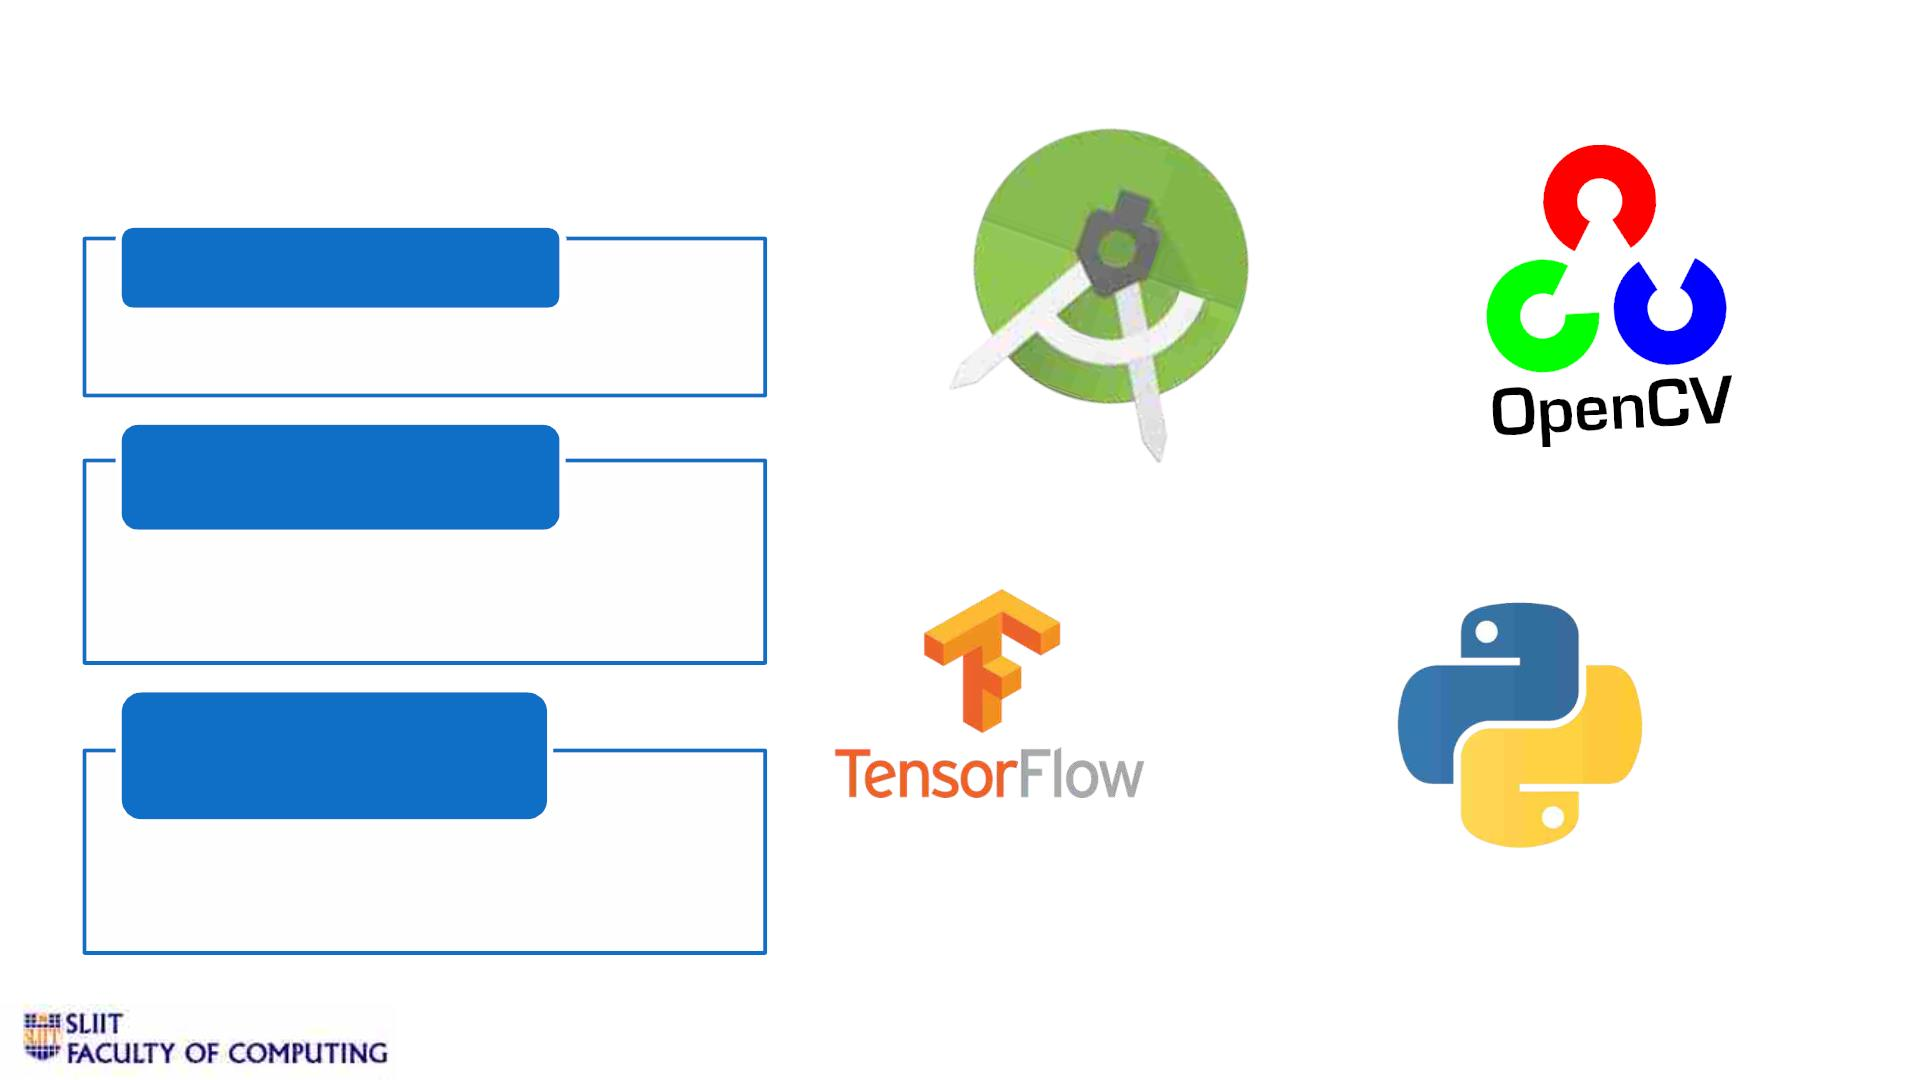 OpenCV
TensorFlow
SLIIT
FACULTY OF COMPUTING